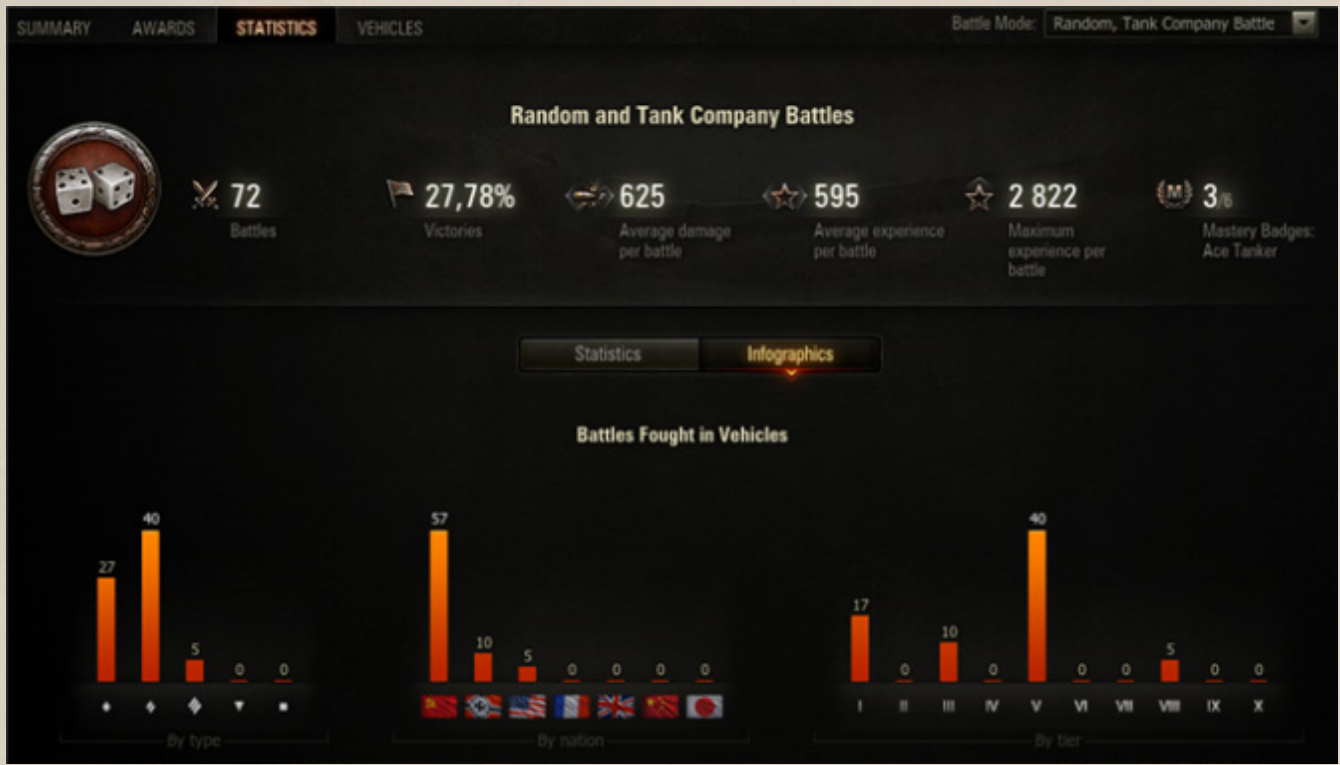 SUMMARY AWARDS STATISTICS VEHICLES Battle Mode: Random, Tank Company Battle
Random and Tank Company Battles
72 27,78% 625 595 2 822 3/6
Battles Victories Average damage Average experience Maximum Mastery Badges:
per battle per battle experience per Ace Tanker
battle
Statistics Infographics
Battles Fought in Vehicles
40 57 40
27
17
10 10
5 5 5
0 0 0 0 0 0 0 0 0 0 0 0
I II III IV V VI VII VIII IX X
By type By nation By tier